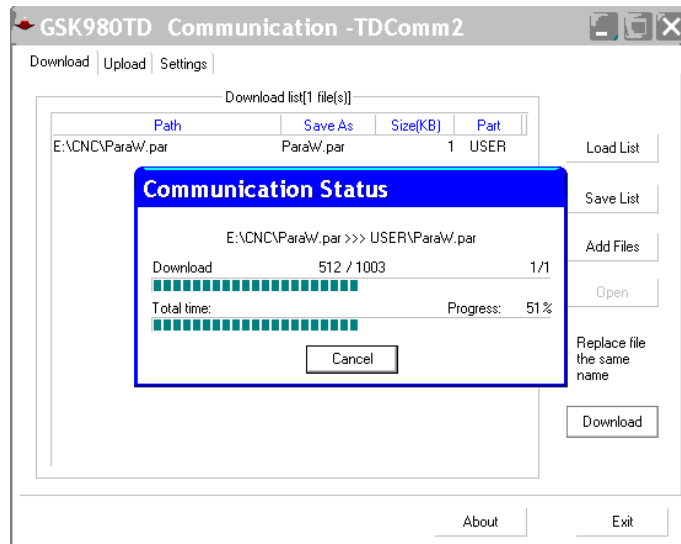 GSK980TD Communication -TDComm2
Download Upload Settings
Download list[1 file(s)]
Path Save As Size(KB) Part
E:\CNC\ParaW.par ParaW.par 1 USER
Load List
Communication Status
Save List
E:\CNC\ParaW.par >>> USER\ParaW.par
Add Files
Download 512 / 1003 1/1
Open
Total time: Progress: 51%
Replace file
the same
name
Cancel
Download
About Exit